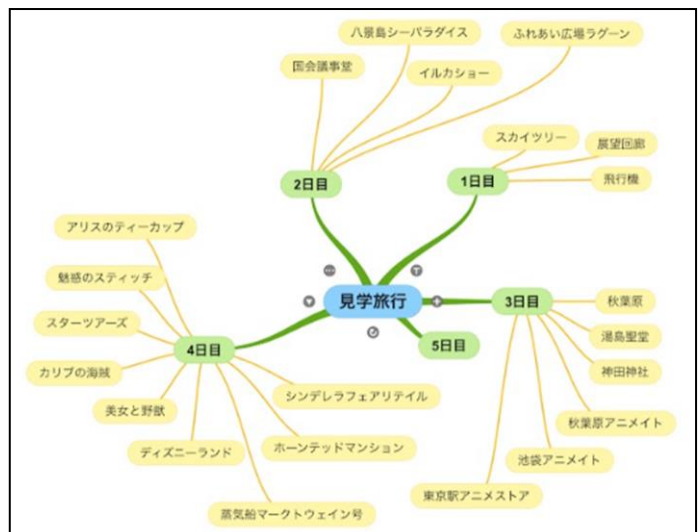 見学旅行
1日目
スカイツリー
展望回廊
飛行機
2日目
国会議事堂
八景島シーパラダイス
イルカショー
ふれあい広場ラグーン
3日目
秋葉原
湯島聖堂
神田神社
秋葉原アニメイト
池袋アニメイト
東京駅アニメストア
4日目
アリスのティーカップ
魅惑のスティッチ
スターツアーズ
カリブの海賊
美女と野獣
ディズニーランド
蒸気船マークトウェイン号
ホーンテッドマンション
シンデレラフェアリテイル
5日目